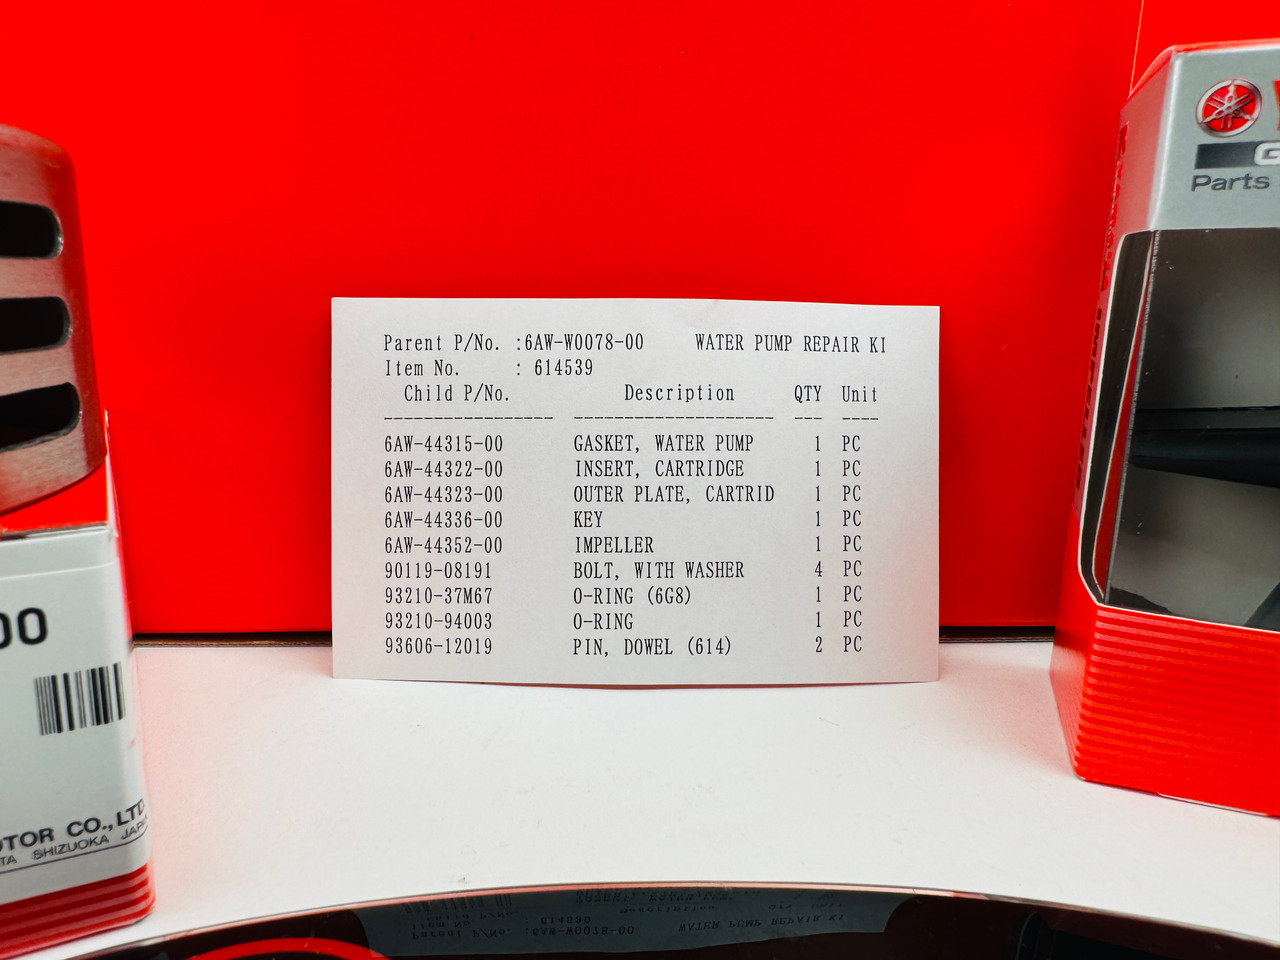 Parent P/No. :6AW-W0078-00 WATER PUMP REPAIR KI
Item No. : 614539
Child P/No. Description QTY Unit
6AW-44315-00 GASKET, WATER PUMP 1 PC
6AW-44322-00 INSERT, CARTRIDGE 1 PC
6AW-44323-00 OUTER PLATE, CARTRID 1 PC
6AW-44336-00 KEY 1 PC
6AW-44352-00 IMPELLER 1 PC
90119-08191 BOLT, WITH WASHER 4 PC
93210-37M67 O-RING (6G8) 1 PC
93210-94003 O-RING 1 PC
93606-12019 PIN, DOWEL (614) 2 PC
00
OTOR CO., LTD.
TA SHIZUOKA JAPA
G
Parts